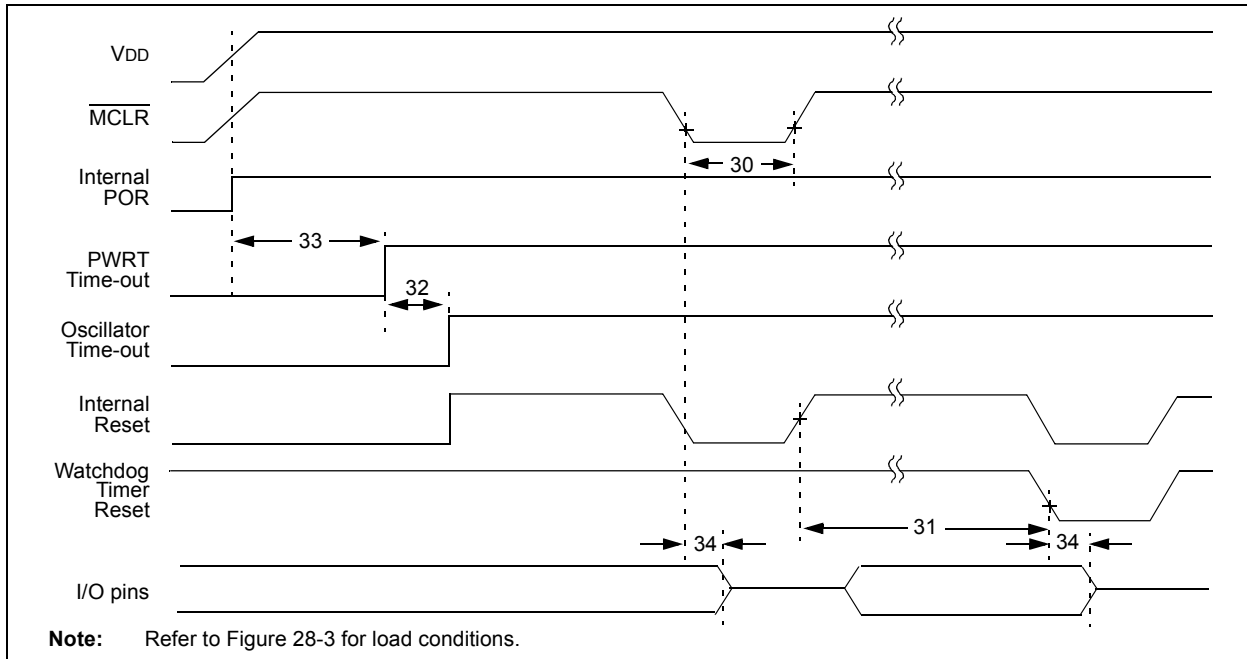 VDD
MCLR
30
Internal
POR
33
PWRT
Time-out
32
Oscillator
Time-out
Internal
Reset
Watchdog
Timer
Reset
31
34
34
I/O pins
Note: Refer to Figure 28-3 for load conditions.